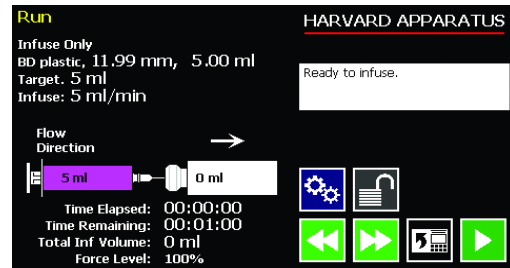 Run
HARVARD APPARATUS
Infuse Only
BD plastic, 11.99 mm, 5.00 ml
Target. 5 ml
Infuse: 5 ml/min
Ready to infuse.
Flow
Direction
5 ml
0 ml
Time Elapsed: 00:00:00
Time Remaining: 00:01:00
Total Inf Volume: 0 ml
Force Level: 100%